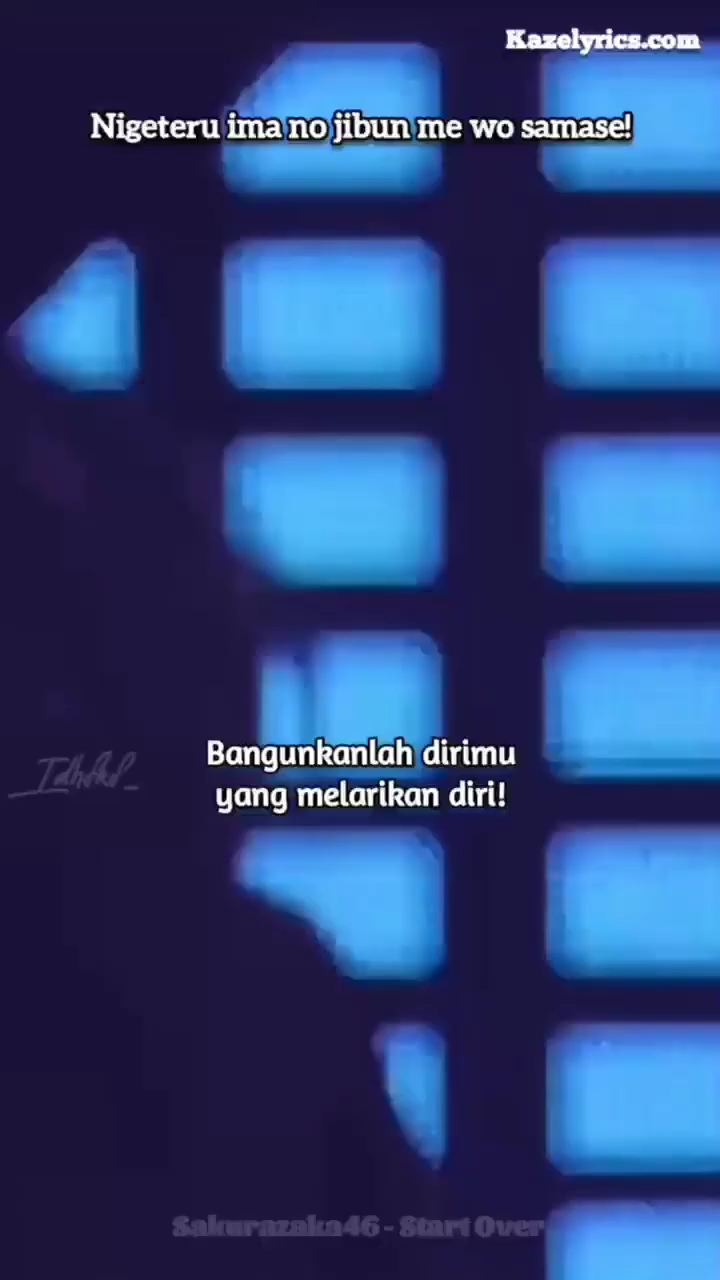 Kazelyrics.com
Nigeteru ima no jibun me wo samase!
Bangunkanlah dirimu
yang melarikan diri!
Sakurazaka46 - Start Over